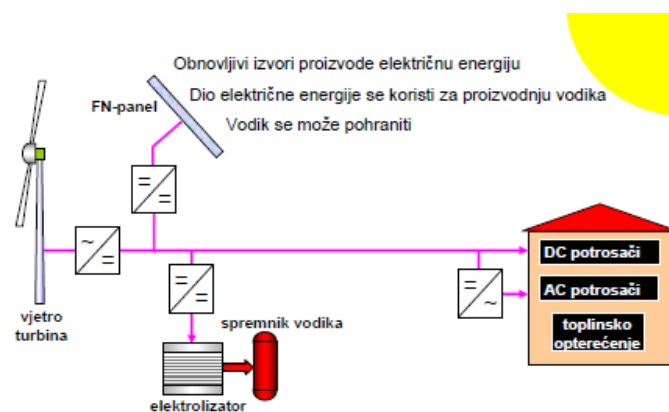 Obnovljivi izvori proizvode električnu energiju
FN-panel
Dio električne energije se koristi za proizvodnju vodika
Vodik se može pohraniti
=
=
~
=
=
=
=
~
DC potrosači
AC potrosači
toplinsko
opterećenje
vjetro
turbina
spremnik vodika
elektrolizator